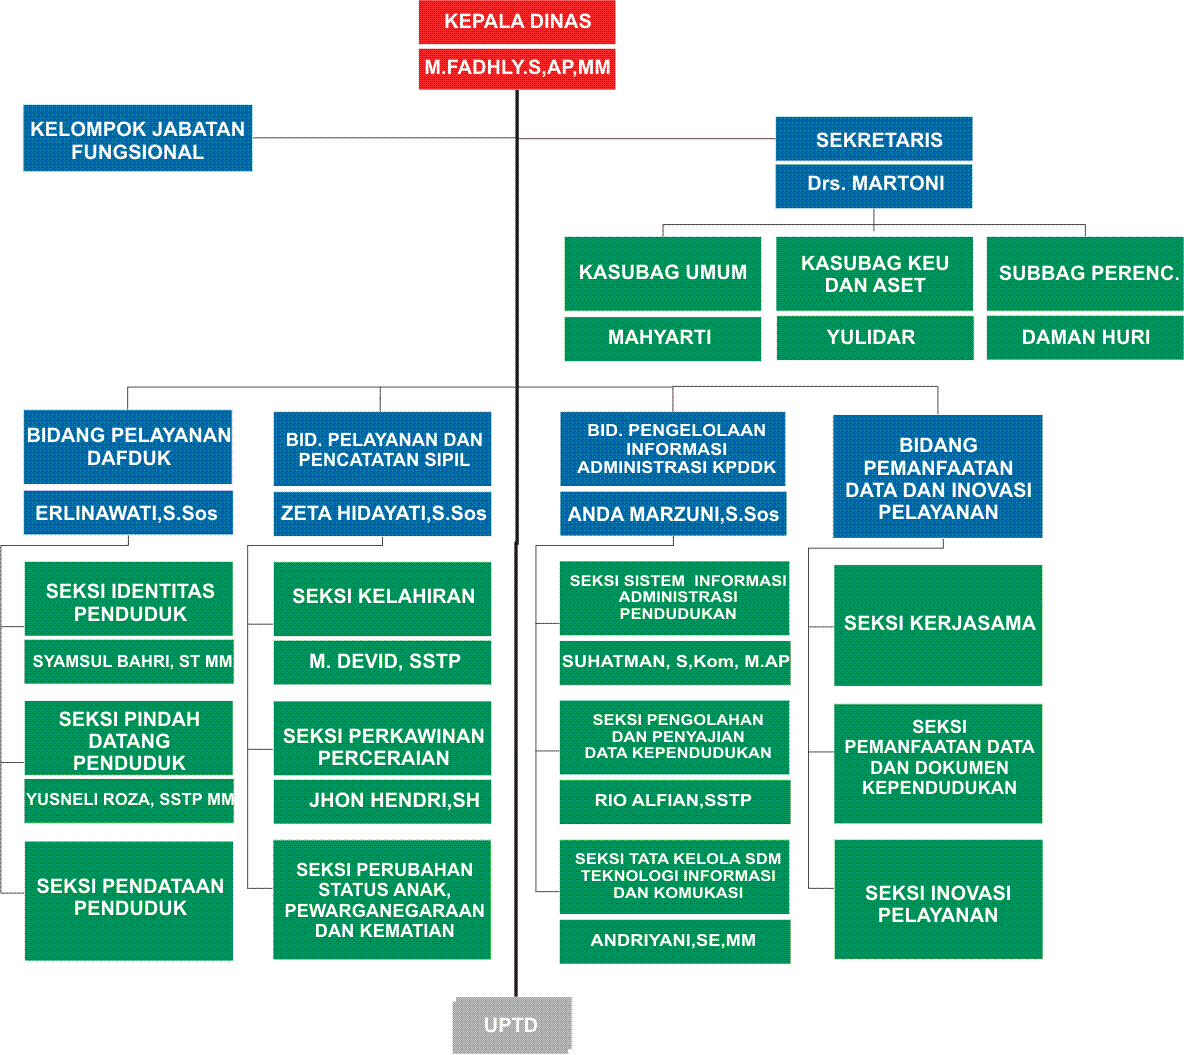 KEPALA DINAS
M.FADHLY.S,AP,MM
KELOMPOK JABATAN
FUNGSIONAL
SEKRETARIS
Drs. MARTONI
KASUBAG UMUM
MAHYARTI
KASUBAG KEU
DAN ASET
YULIDAR
SUBBAG PERENC.
DAMAN HURI
BIDANG PELAYANAN
DAFDUK
ERLINAWATI,S.Sos
SEKSI IDENTITAS
PENDUDUK
SYAMSUL BAHRI, ST MM
SEKSI PINDAH
DATANG
PENDUDUK
YUSNELI ROZA, SSTP MM
SEKSI PENDATAAN
PENDUDUK
BID. PELAYANAN DAN
PENCATATAN SIPIL
ZETA HIDAYATI,S.Sos
SEKSI KELAHIRAN
M. DEVID, SSTP
SEKSI PERKAWINAN
PERCERAIAN
JHON HENDRI,SH
SEKSI PERUBAHAN
STATUS ANAK,
PEWARGANEGARAAN
DAN KEMATIAN
BID. PENGELOLAAN
INFORMASI
ADMINISTRASI KPDDK
ANDA MARZUNI,S.Sos
SEKSI SISTEM INFORMASI
ADMINISTRASI
PENDUDUKAN
SUHATMAN, S,Kom, M.AP
SEKSI PENGOLAHAN
DAN PENYAJIAN
DATA KEPENDUDUKAN
RIO ALFIAN,SSTP
SEKSI TATA KELOLA SDM
TEKNOLOGI INFORMASI
DAN KOMUKASI
ANDRIYANI,SE,MM
BIDANG
PEMANFAATAN
DATA DAN INOVASI
PELAYANAN
SEKSI KERJASAMA
SEKSI
PEMANFAATAN DATA
DAN DOKUMEN
KEPENDUDUKAN
SEKSI INOVASI
PELAYANAN
UPTD